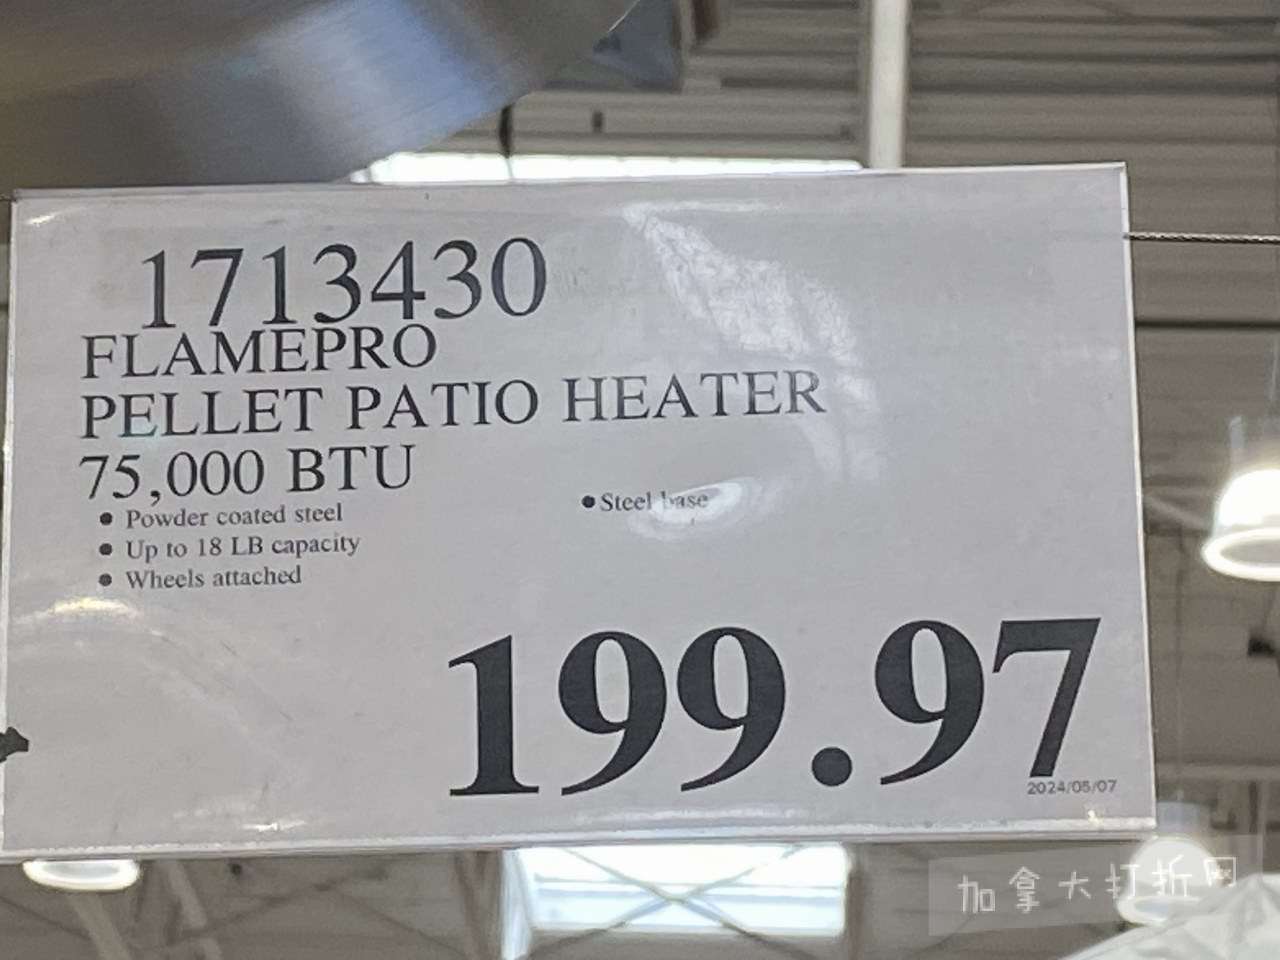 1713430
FLAMEPRO
PELLET PATIO HEATER
75,000 BTU
• Powder coated steel
• Up to 18 LB capacity
• Wheels attached
• Steel base
199.97
2024/05/07
加拿大打折网